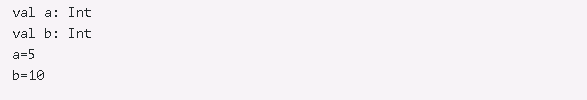 val a: Int
val b: Int
a=5
b=10